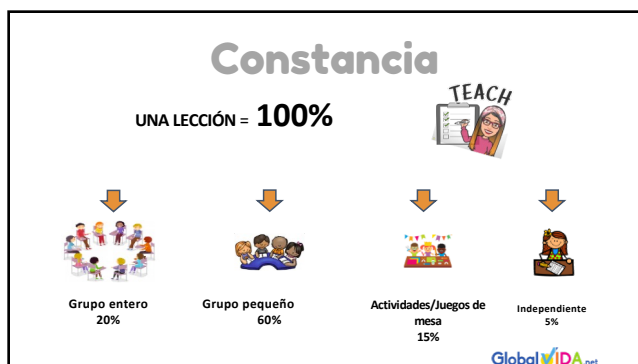 Constancia
UNA LECCIÓN = 100%
TEACH
Grupo entero
20%
Grupo pequeño
60%
Actividades/Juegos de
mesa
15%
Independiente
5%
GlobalVIDA.net